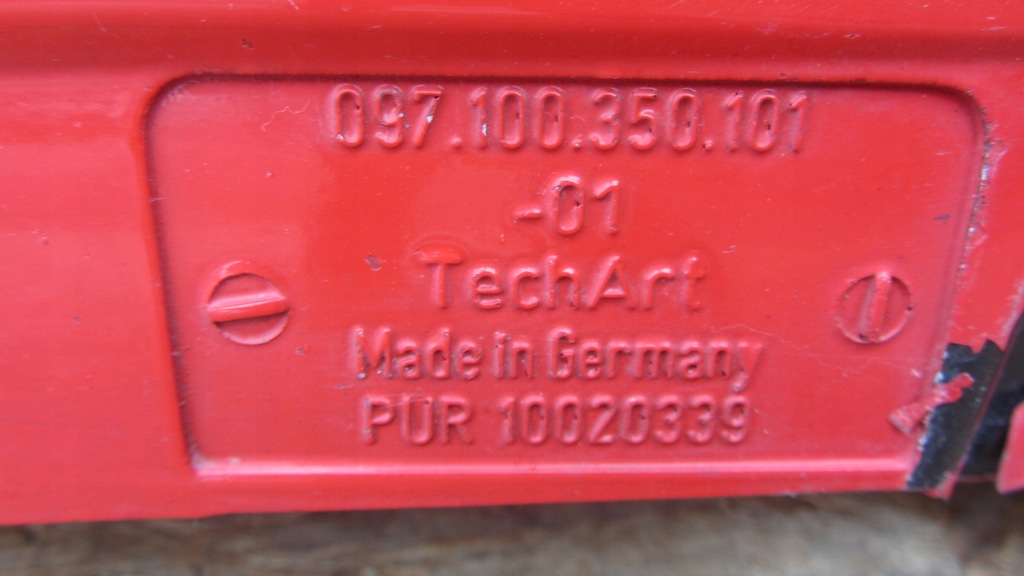 097.100.350.101
-01
TechArt
Made in Germany
PUR 10020339